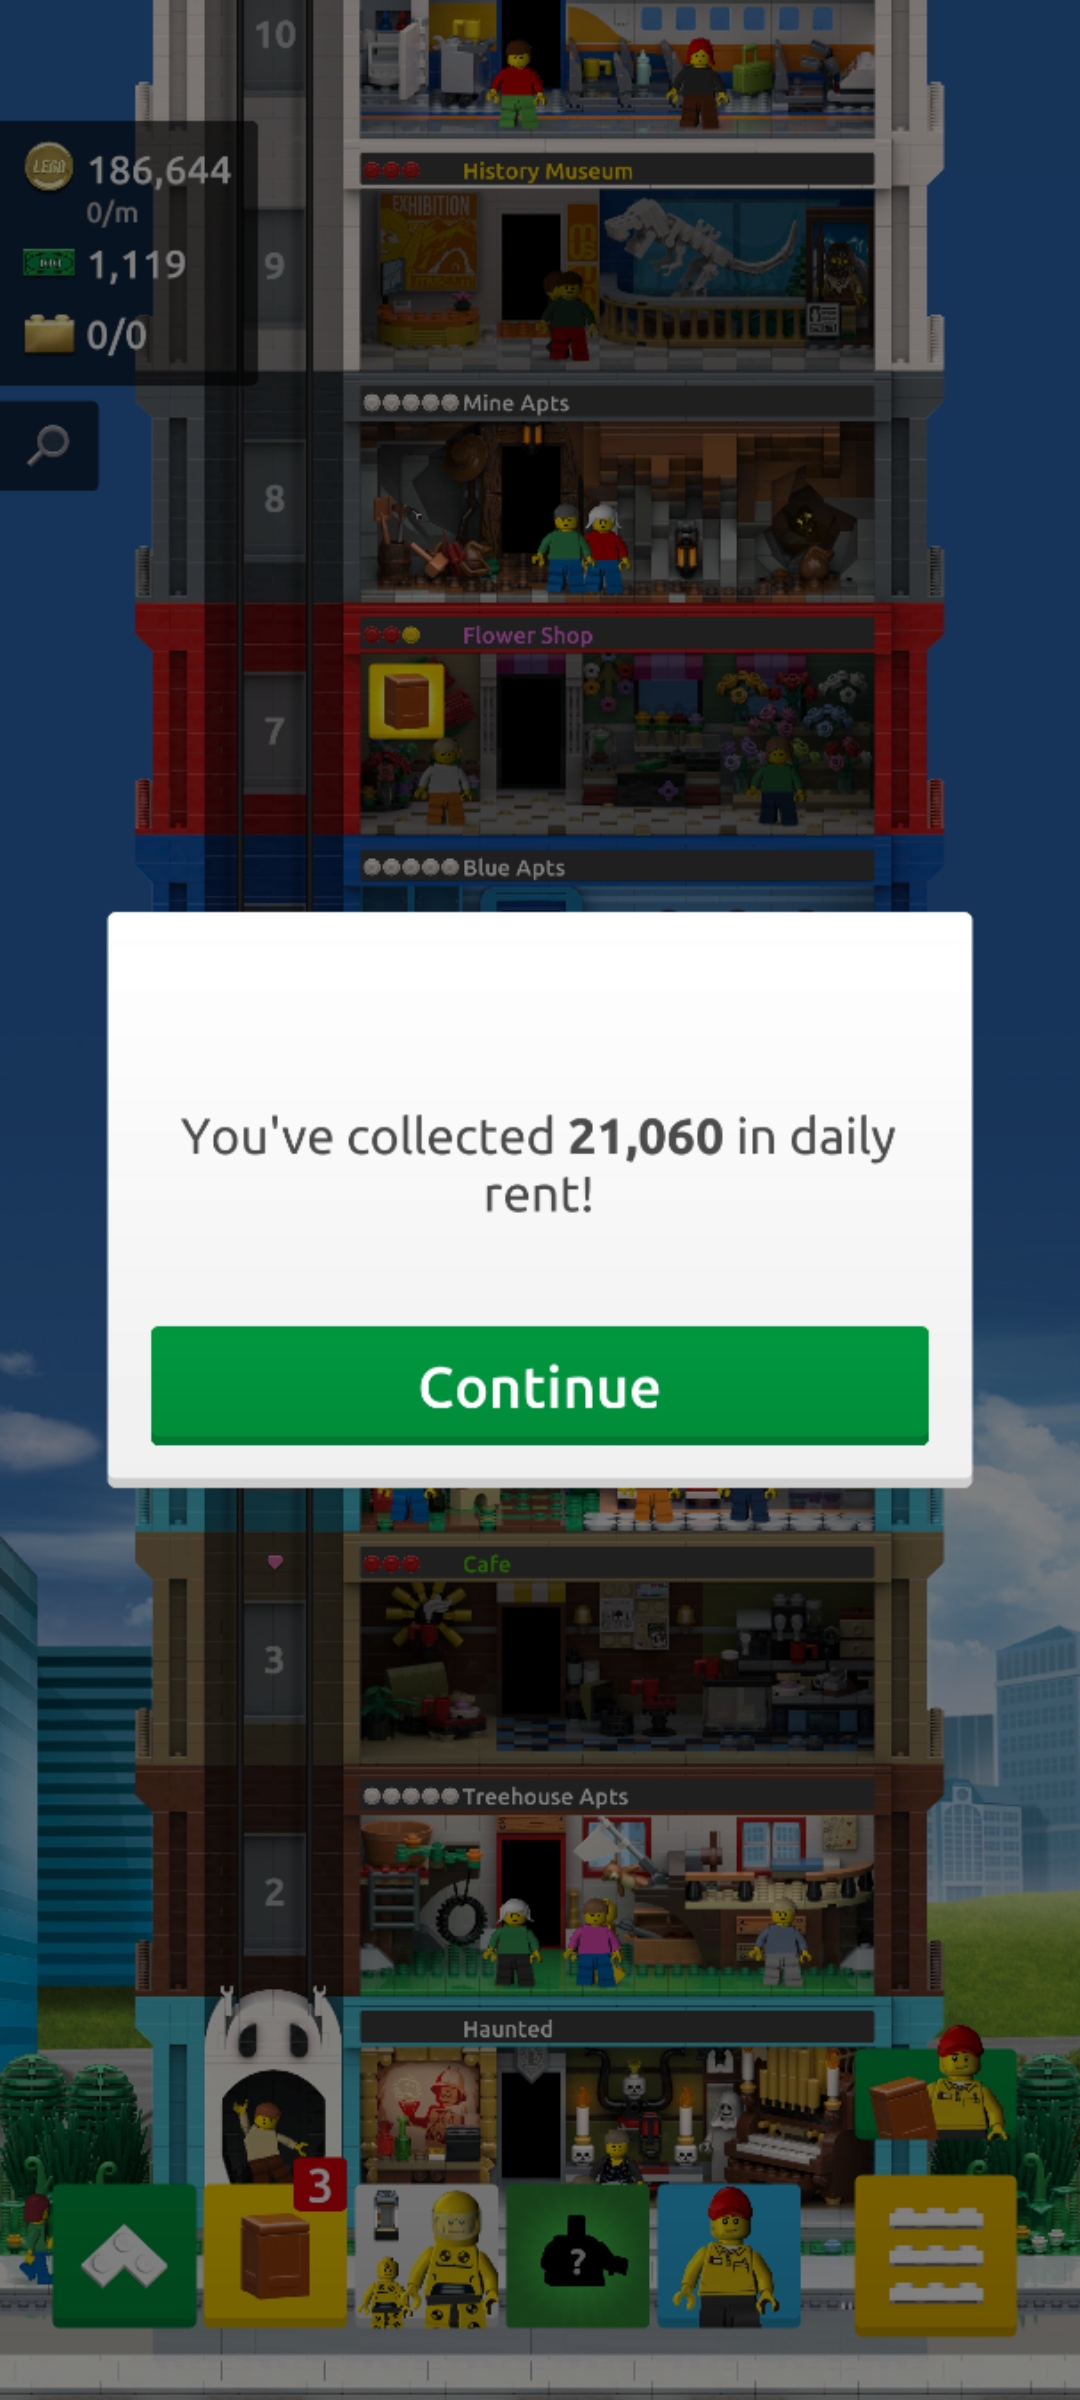 10
LEGO
186,644
0/m
1,119
0/0
History Museum
EXHIBITION
9
Mine Apts
8
Flower Shop
7
Blue Apts
You've collected 21,060 in daily
rent!
Continue
Cafe
3
Treehouse Apts
2
Haunted
3
?